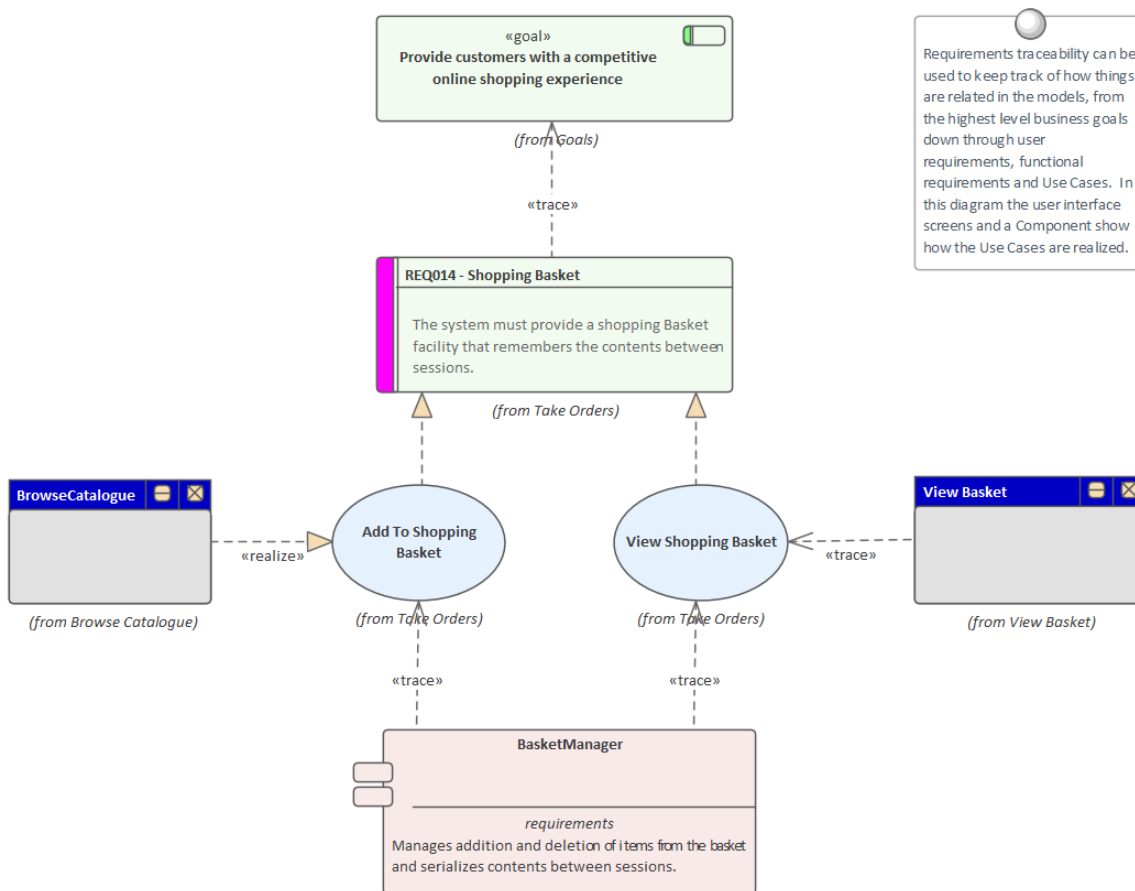 «goal»
Provide customers with a competitive
online shopping experience
(from Goals)
Requirements traceability can be
used to keep track of how things
are related in the models, from
the highest level business goals
down through user
requirements, functional
requirements and Use Cases. In
this diagram the user interface
screens and a Component show
how the Use Cases are realized.
«trace»
REQ014 - Shopping Basket
The system must provide a shopping Basket
facility that remembers the contents between
sessions.
(from Take Orders)
BrowseCatalogue
(from Browse Catalogue)
«realize»
Add To Shopping
Basket
(from Take Orders)
View Shopping Basket
(from Take Orders)
«trace»
View Basket
(from View Basket)
«trace»
«trace»
BasketManager
requirements
Manages addition and deletion of items from the basket
and serializes contents between sessions.